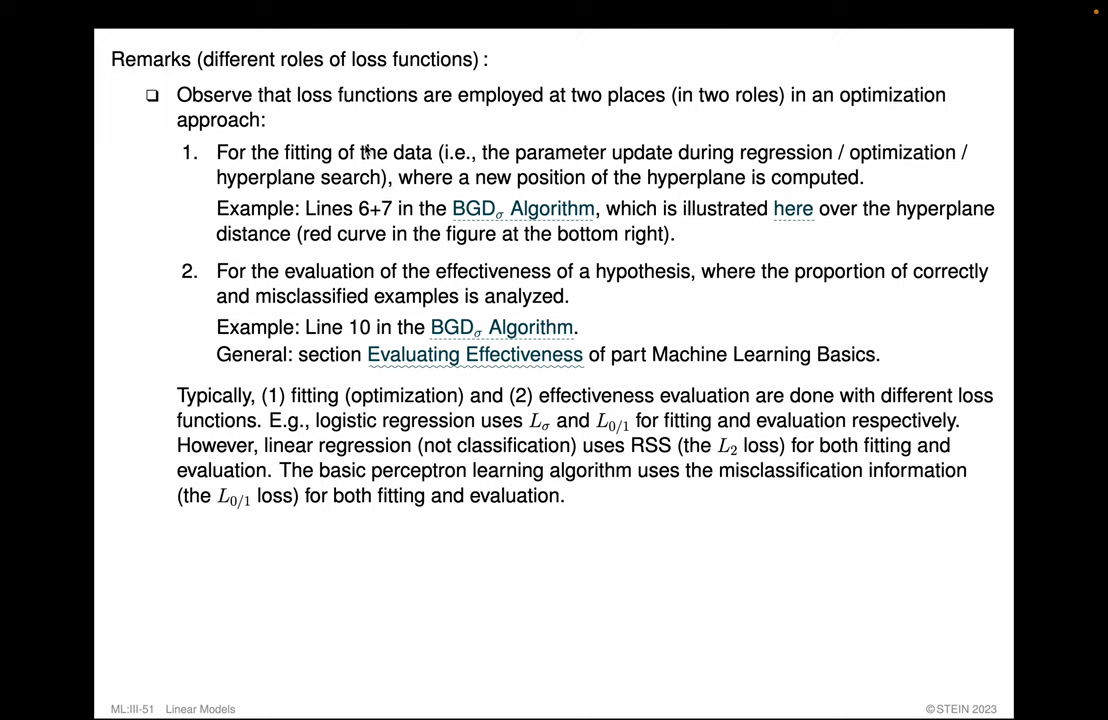 Remarks (different roles of loss functions) :
❑ Observe that loss functions are employed at two places (in two roles) in an optimization
approach:
1. For the fitting of the data (i.e., the parameter update during regression / optimization /
hyperplane search), where a new position of the hyperplane is computed.
Example: Lines 6+7 in the BGDσ Algorithm, which is illustrated here over the hyperplane
distance (red curve in the figure at the bottom right).
2. For the evaluation of the effectiveness of a hypothesis, where the proportion of correctly
and misclassified examples is analyzed.
Example: Line 10 in the BGDσ Algorithm.
General: section Evaluating Effectiveness of part Machine Learning Basics.
Typically, (1) fitting (optimization) and (2) effectiveness evaluation are done with different loss
functions. E.g., logistic regression uses Lσ and L0/1 for fitting and evaluation respectively.
However, linear regression (not classification) uses RSS (the L2 loss) for both fitting and
evaluation. The basic perceptron learning algorithm uses the misclassification information
(the L0/1 loss) for both fitting and evaluation.
ML:III-51 Linear Models ©STEIN 2023